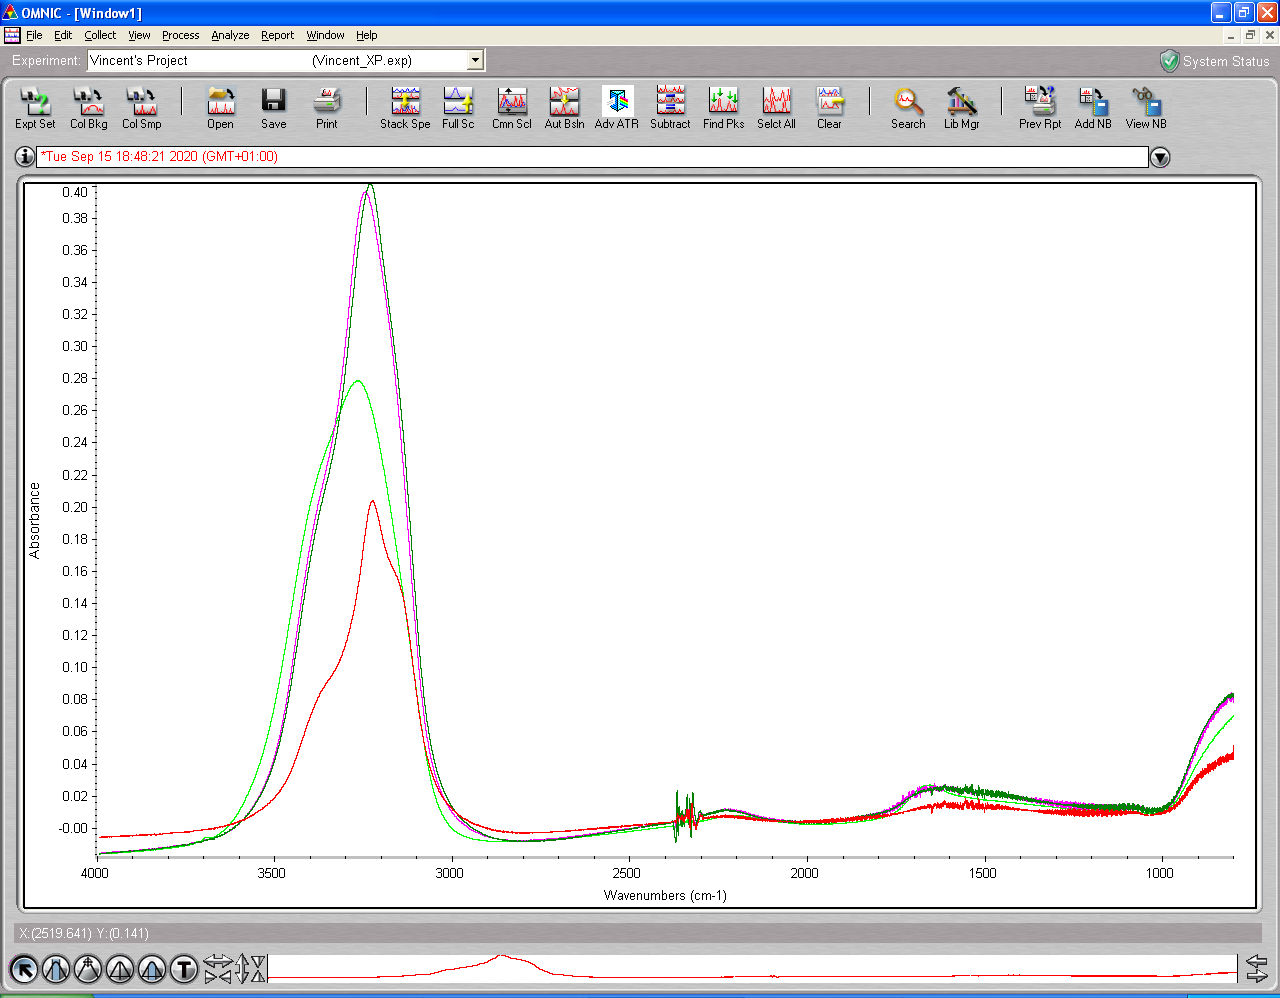 OMNIC - [Window1]
File Edit Collect View Process Analyze Report Window Help
Experiment: Vincent's Project (Vincent_XP.exp) System Status
Expt Set Col Bkg Col Smp Open Save Print Stack Spe Full Sc Cmn Scl Aut Bsln Adv ATR Subtract Find Pks Selct All Clear Search Lib Mgr Prev Rpt Add NB View NB
*Tue Sep 15 18:48:21 2020 (GMT+01:00)
0.40
0.38
0.36
0.34
0.32
0.30
0.28
0.26
0.24
0.22
0.20
0.18
0.16
0.14
0.12
0.10
0.08
0.06
0.04
0.02
-0.00
Absorbance
4000 3500 3000 2500 2000 1500 1000
Wavenumbers (cm-1)
X:(2519.641) Y:(0.141)
T